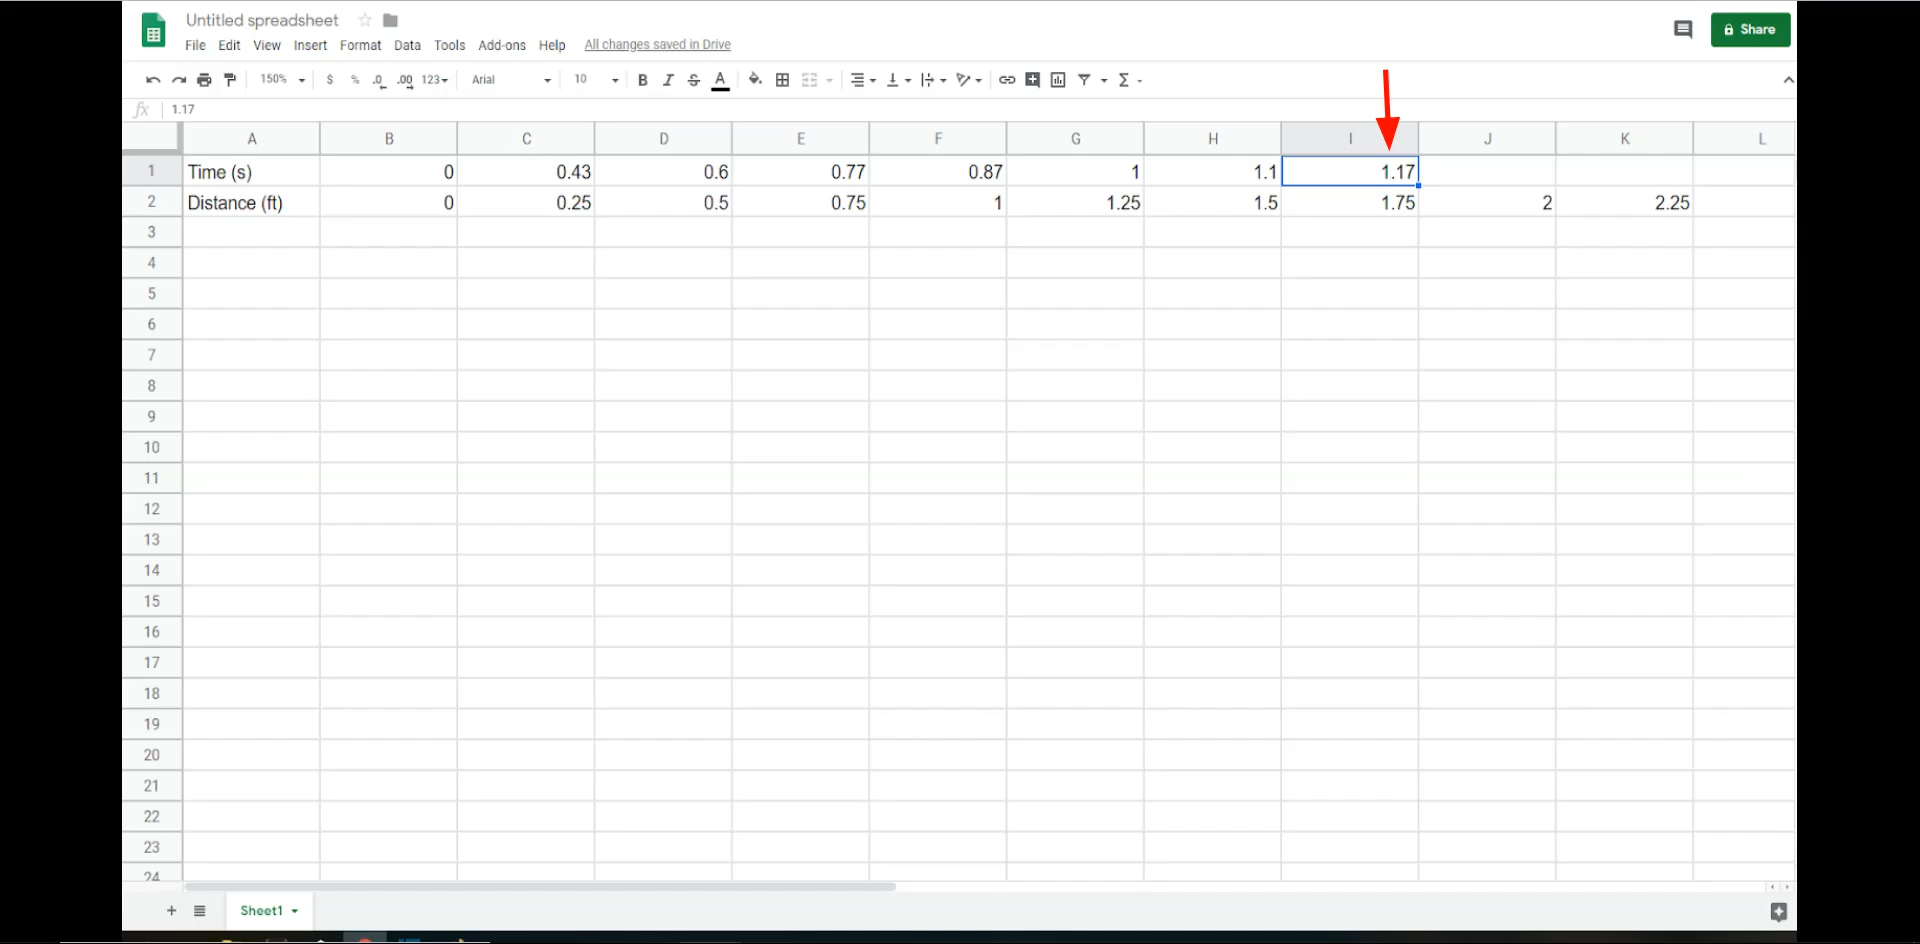 Untitled spreadsheet
File Edit View Insert Format Data Tools Add-ons Help All changes saved in Drive
Share
150% $ % .0 .00 123 Arial 10 B I S A Σ
fx 1.17
A B C D E F G H I J K L
1 Time (s) 0 0.43 0.6 0.77 0.87 1 1.1 1.17
2 Distance (ft) 0 0.25 0.5 0.75 1 1.25 1.5 1.75 2 2.25
3
4
5
6
7
8
9
10
11
12
13
14
15
16
17
18
19
20
21
22
23
24
Sheet1